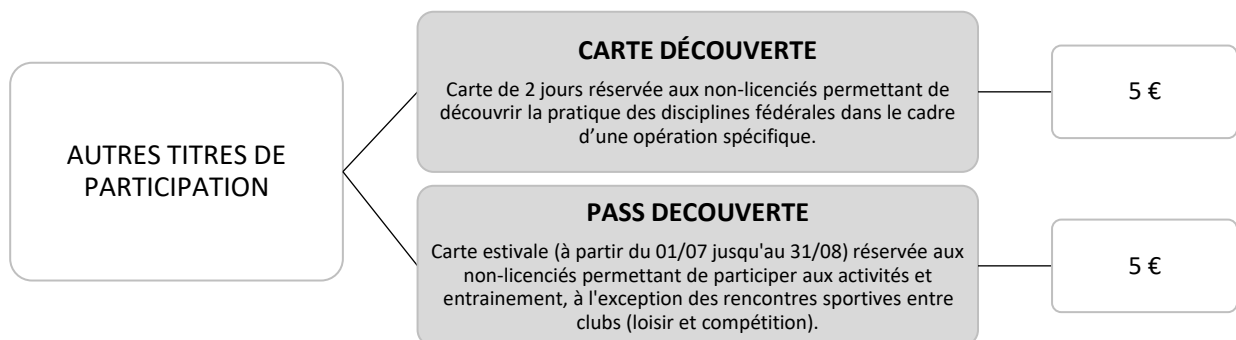 AUTRES TITRES DE
PARTICIPATION
CARTE DÉCOUVERTE
Carte de 2 jours réservée aux non-licenciés permettant de
découvrir la pratique des disciplines fédérales dans le cadre
d’une opération spécifique.
5 €
PASS DECOUVERTE
Carte estivale (à partir du 01/07 jusqu'au 31/08) réservée aux
non-licenciés permettant de participer aux activités et
entrainement, à l'exception des rencontres sportives entre
clubs (loisir et compétition).
5 €